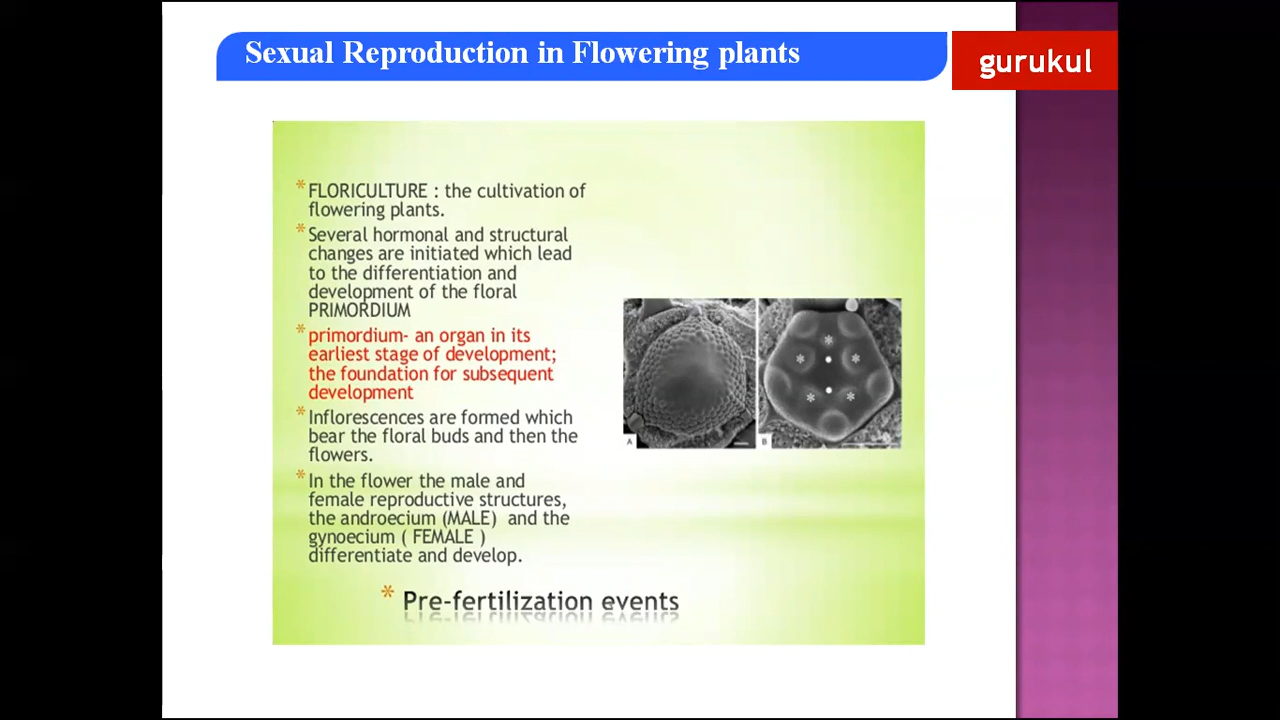 Sexual Reproduction in Flowering plants
gurukul
* FLORICULTURE : the cultivation of
flowering plants.
* Several hormonal and structural
changes are initiated which lead
to the differentiation and
development of the floral
PRIMORDIUM
* primordium- an organ in its
earliest stage of development;
the foundation for subsequent
development
* Inflorescences are formed which
bear the floral buds and then the
flowers.
* In the flower the male and
female reproductive structures,
the androecium (MALE) and the
gynoecium ( FEMALE )
differentiate and develop.
A
B
* Pre-fertilization events